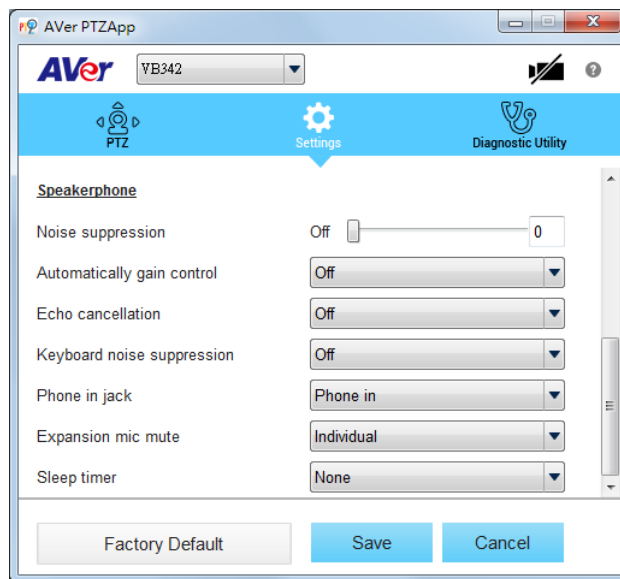 AVer PTZApp
AVer VB342
PTZ Settings Diagnostic Utility
Speakerphone
Noise suppression Off 0
Automatically gain control Off
Echo cancellation Off
Keyboard noise suppression Off
Phone in jack Phone in
Expansion mic mute Individual
Sleep timer None
Factory Default Save Cancel